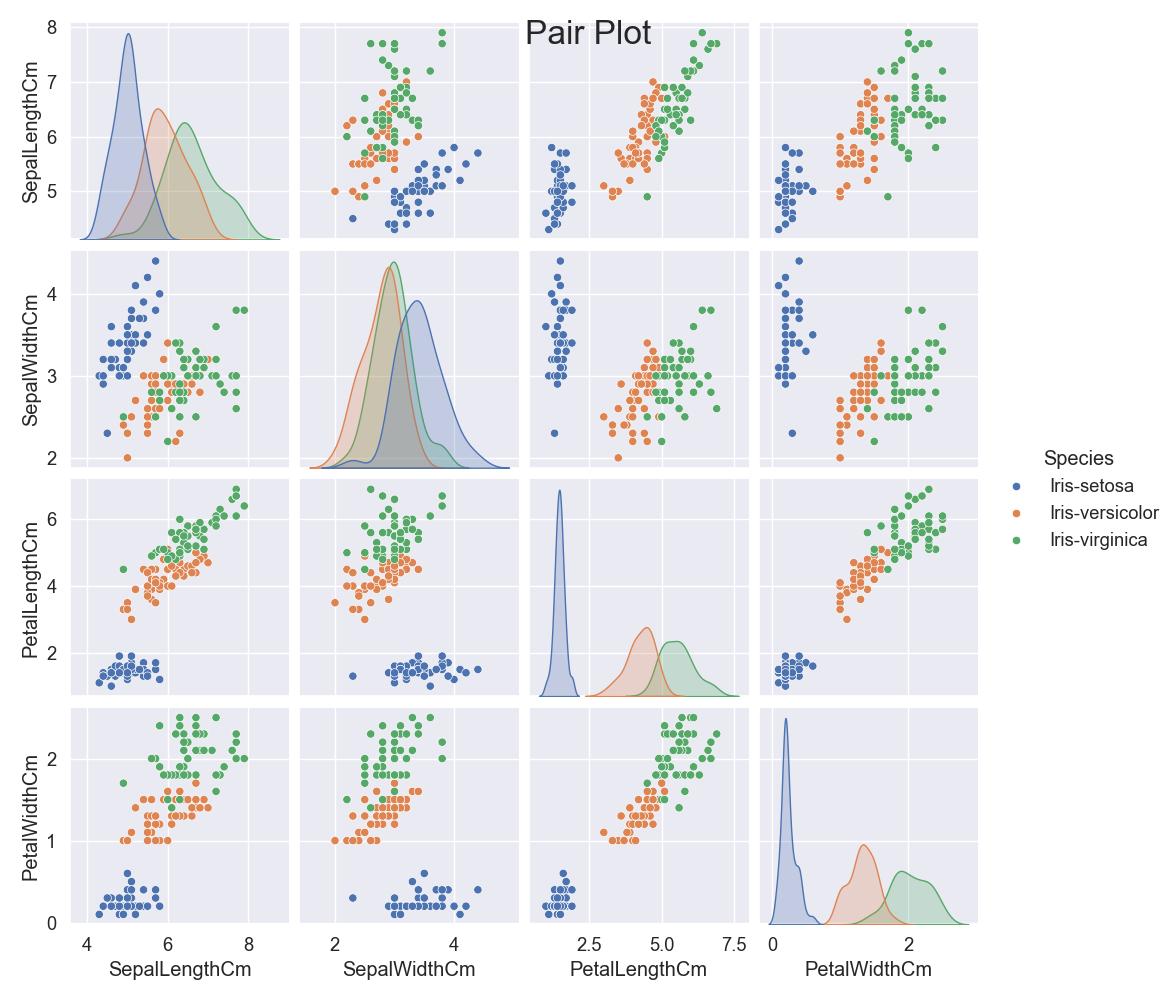 Pair Plot
8
7
6
5
SepalLengthCm
4
3
2
SepalWidthCm
6
4
2
PetalLengthCm
2
1
0
PetalWidthCm
4 6 8
SepalLengthCm
2 4
SepalWidthCm
2.5 5.0 7.5
PetalLengthCm
0 2
PetalWidthCm
Species
Iris-setosa
Iris-versicolor
Iris-virginica